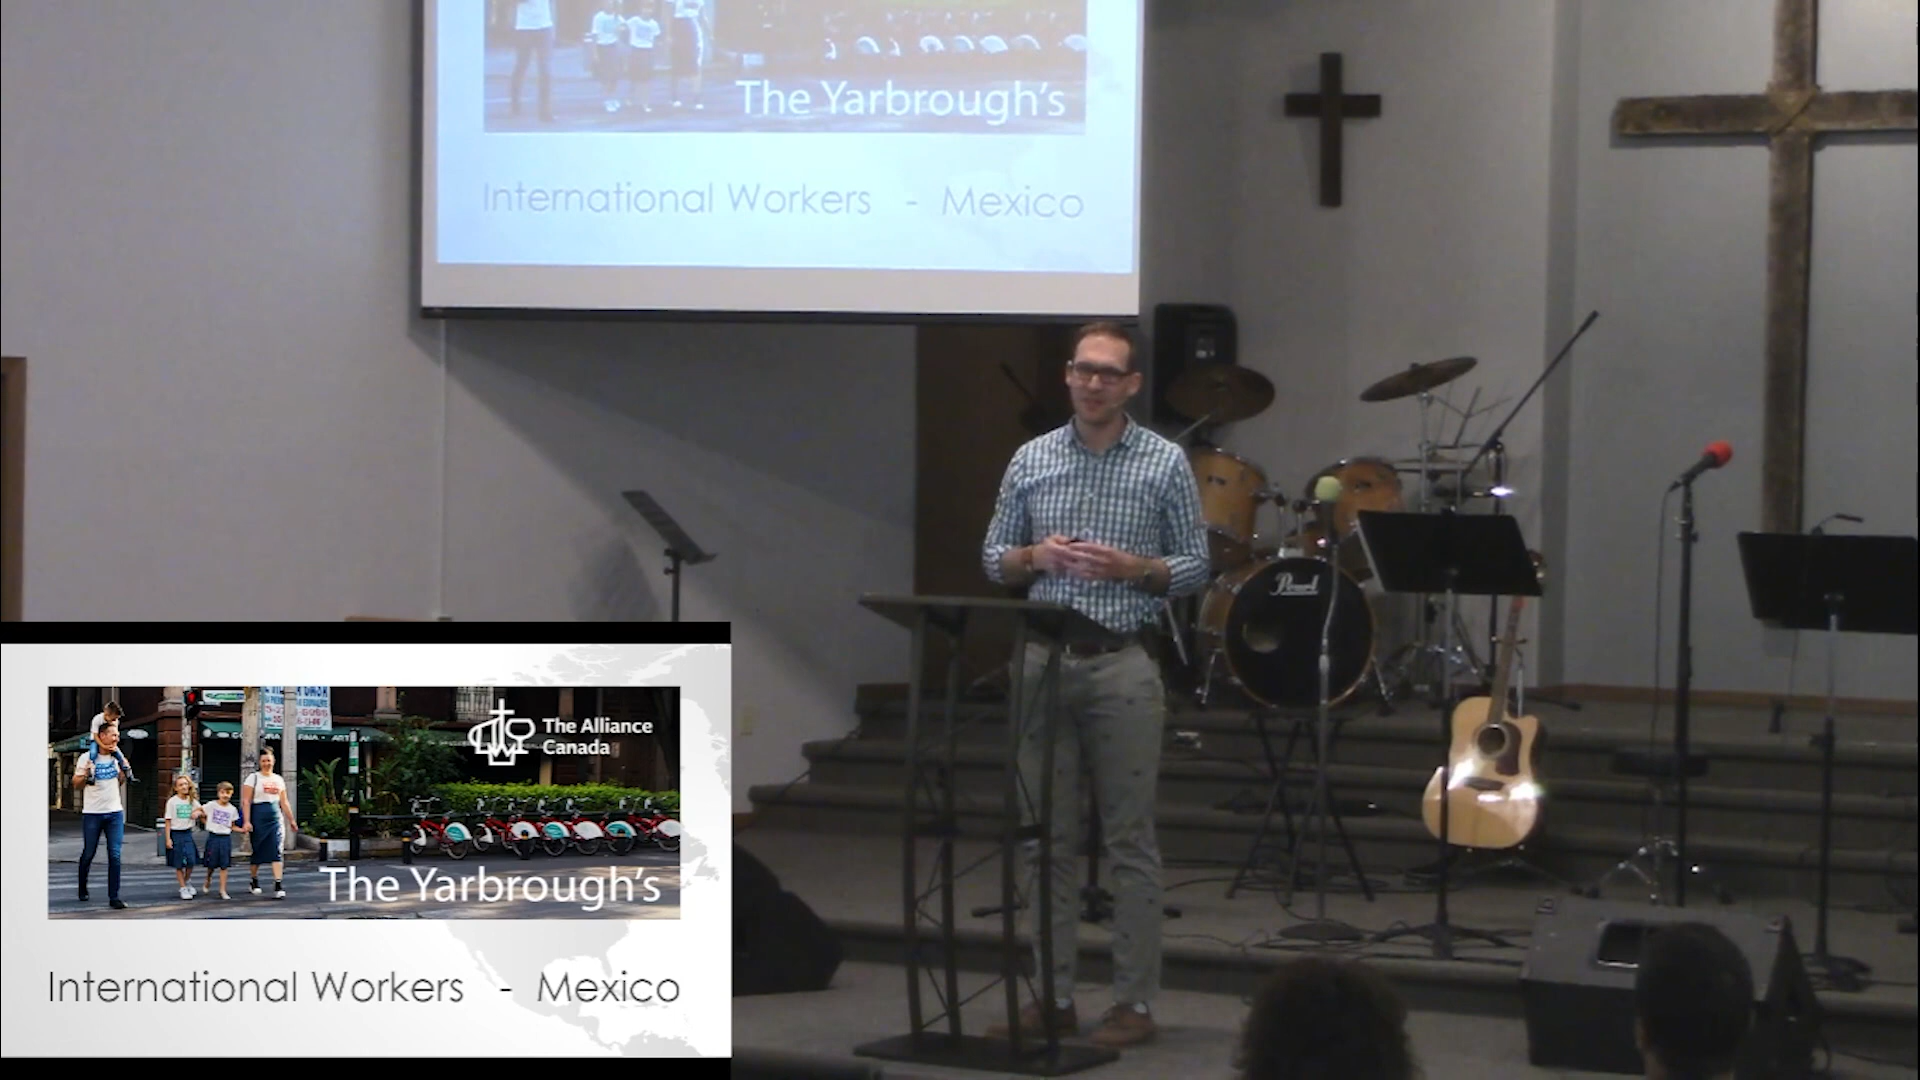 The Yarbrough's
International Workers - Mexico
Pearl
The Alliance
Canada
The Yarbrough's
International Workers - Mexico